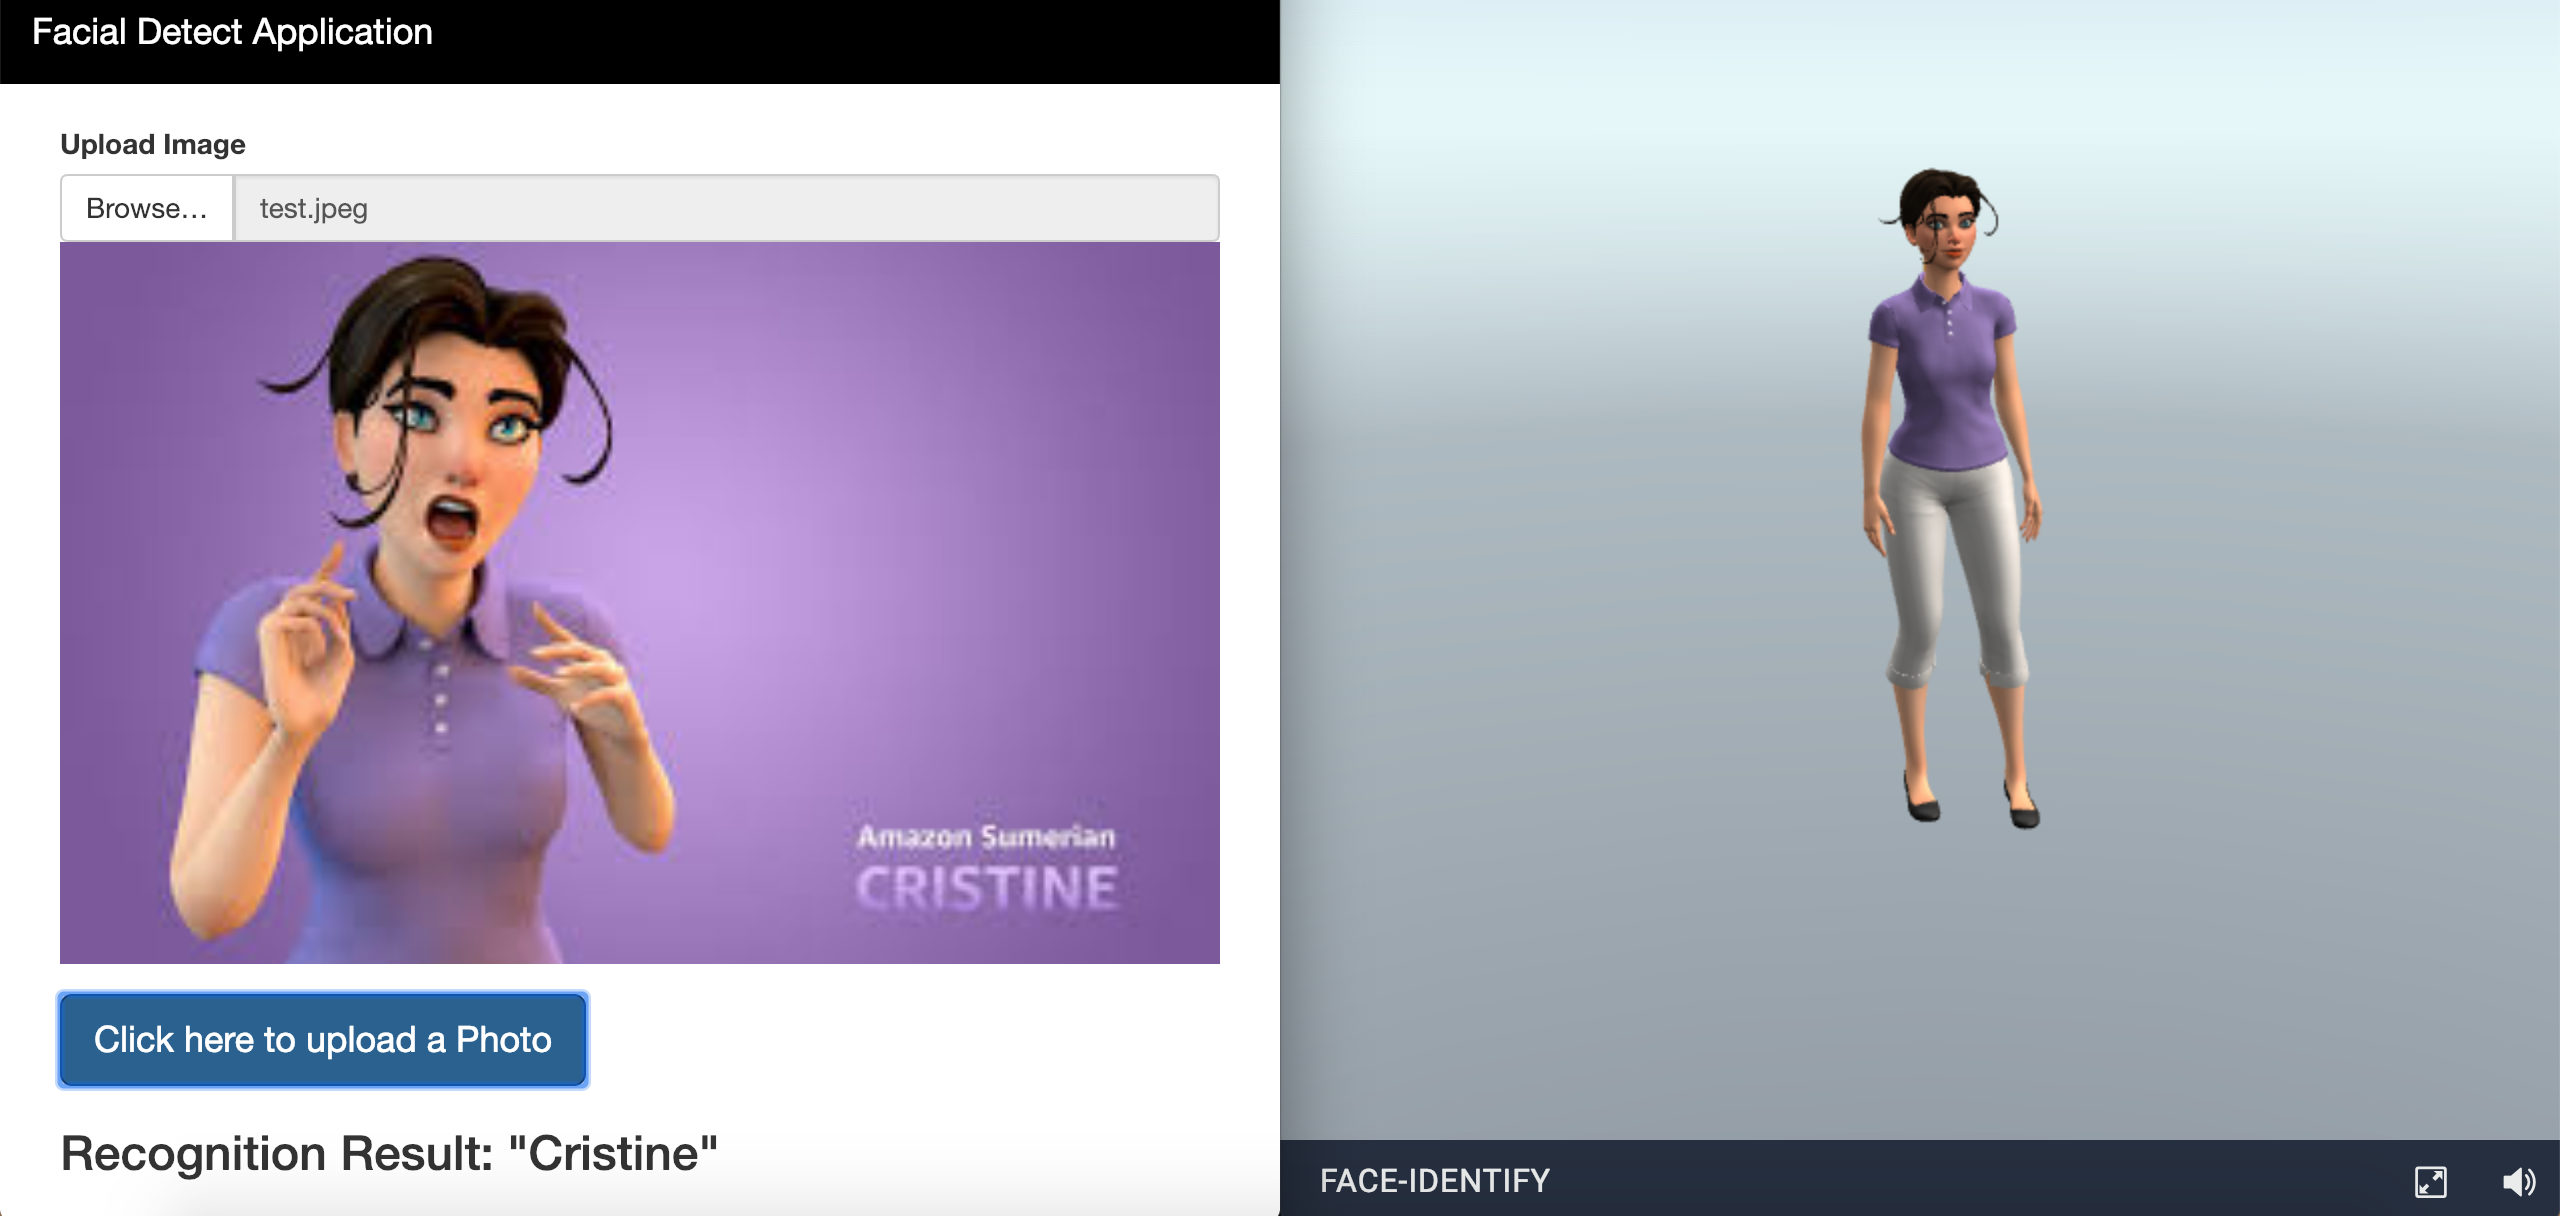 Facial Detect Application
Upload Image
Browse... test.jpeg
Amazon Sumerian
CRISTINE
Click here to upload a Photo
Recognition Result: "Cristine"
FACE-IDENTIFY